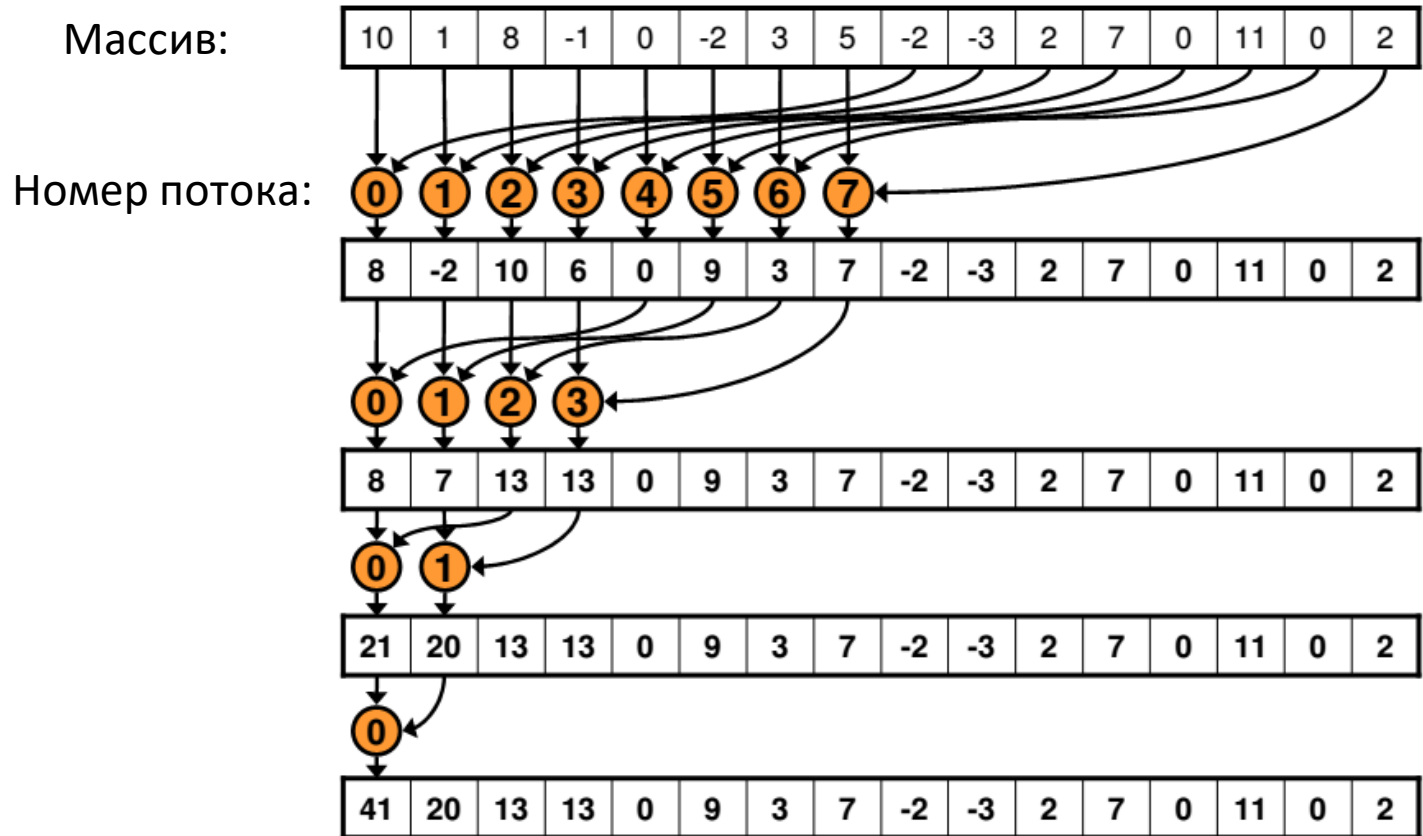 Массив: 10 1 8 -1 0 -2 3 5 -2 -3 2 7 0 11 0 2
Номер потока: 0 1 2 3 4 5 6 7
8 -2 10 6 0 9 3 7 -2 -3 2 7 0 11 0 2
0 1 2 3
8 7 13 13 0 9 3 7 -2 -3 2 7 0 11 0 2
0 1
21 20 13 13 0 9 3 7 -2 -3 2 7 0 11 0 2
0
41 20 13 13 0 9 3 7 -2 -3 2 7 0 11 0 2